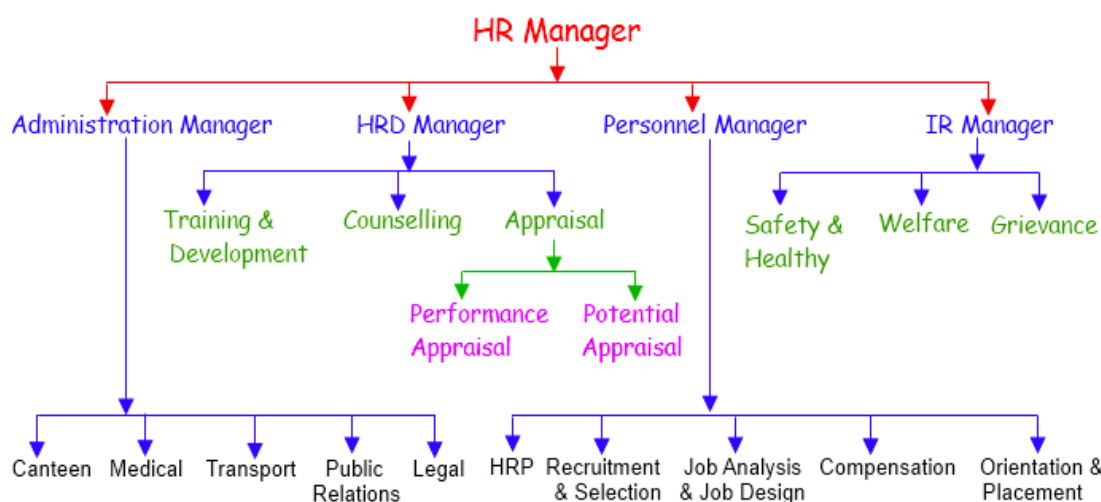 HR Manager
Administration Manager HRD Manager Personnel Manager IR Manager
Training & Counselling Appraisal Safety & Welfare Grievance
Development Healthy
Performance Potential
Appraisal Appraisal
Canteen Medical Transport Public Legal HRP Recruitment Job Analysis Compensation Orientation &
Relations & Selection & Job Design Placement